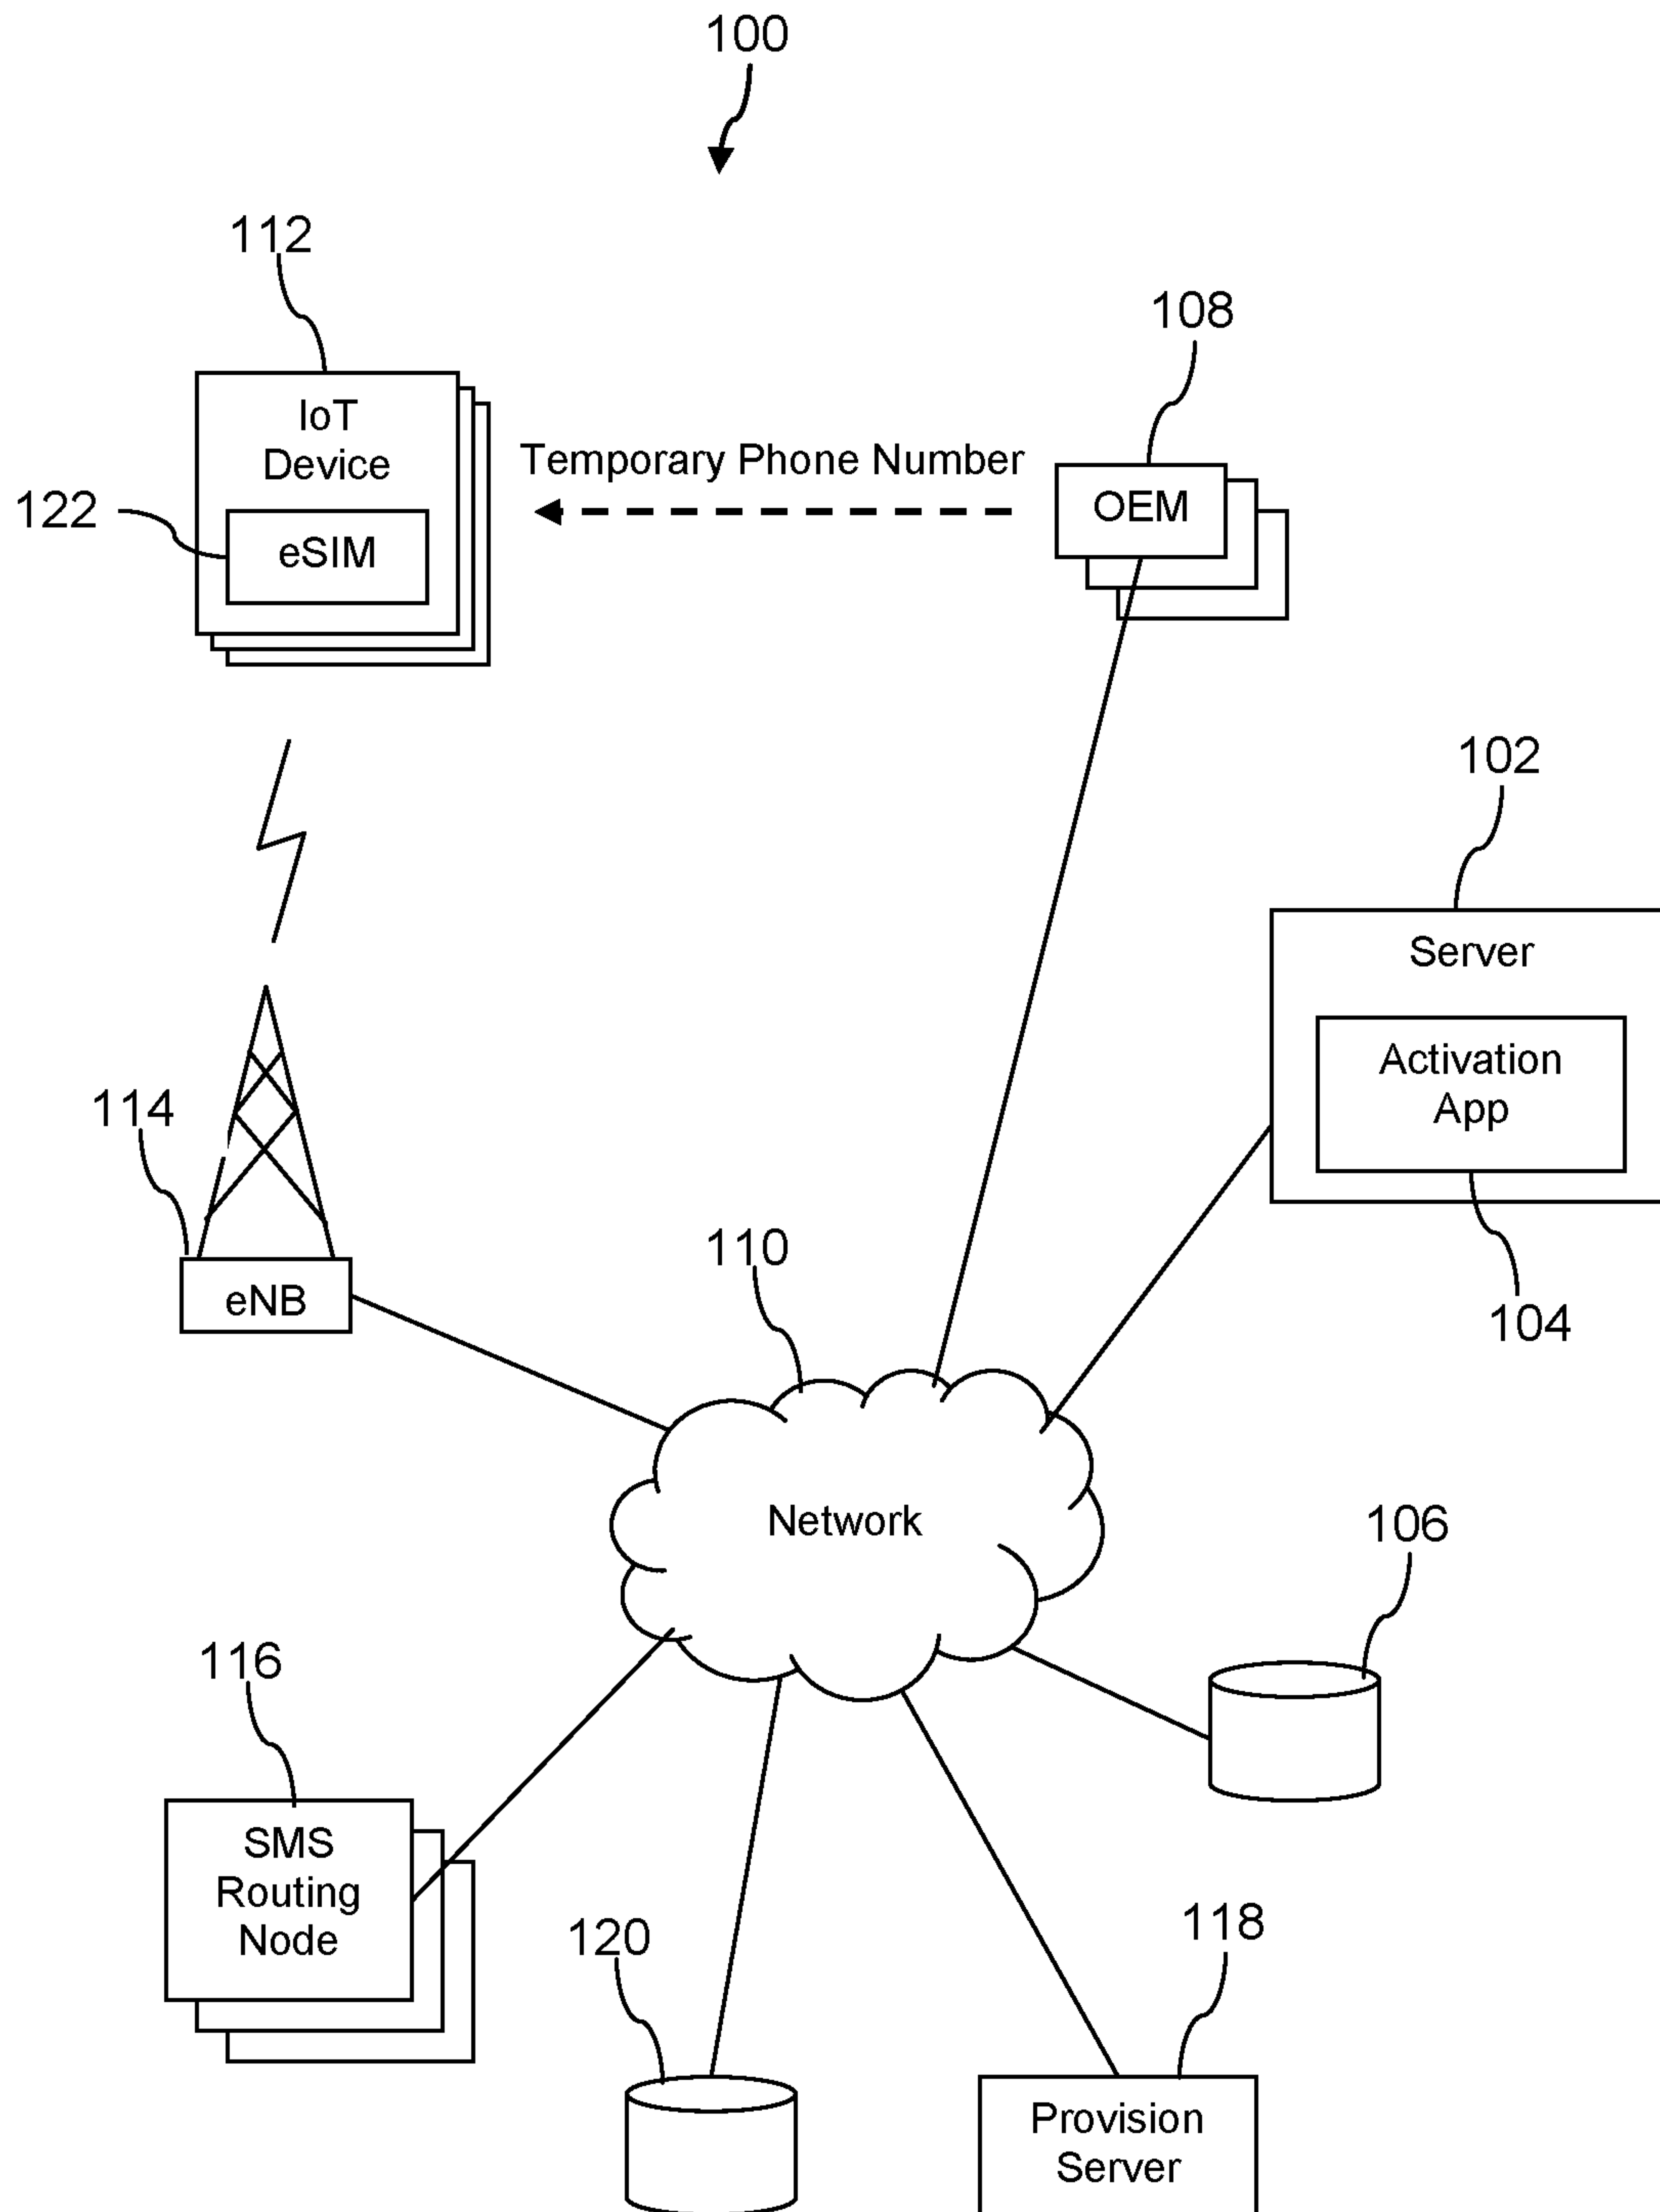 100
112
108
IoT
Device
Temporary Phone Number
OEM
122
eSIM
102
Server
Activation
App
114
110
104
eNB
Network
106
116
SMS
Routing
Node
120
118
Provision
Server